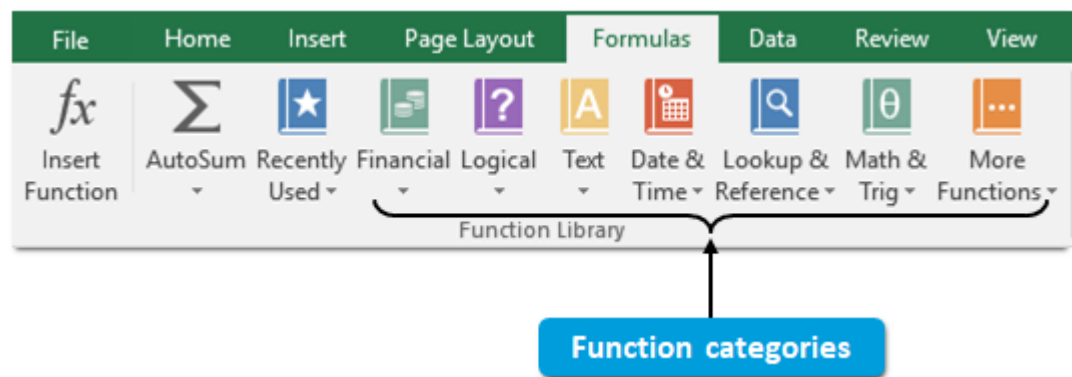 File Home Insert Page Layout Formulas Data Review View
fx Σ ? A θ
Insert AutoSum Recently Financial Logical Text Date & Lookup & Math & More
Function Used Time Reference Trig Functions
Function Library
Function categories